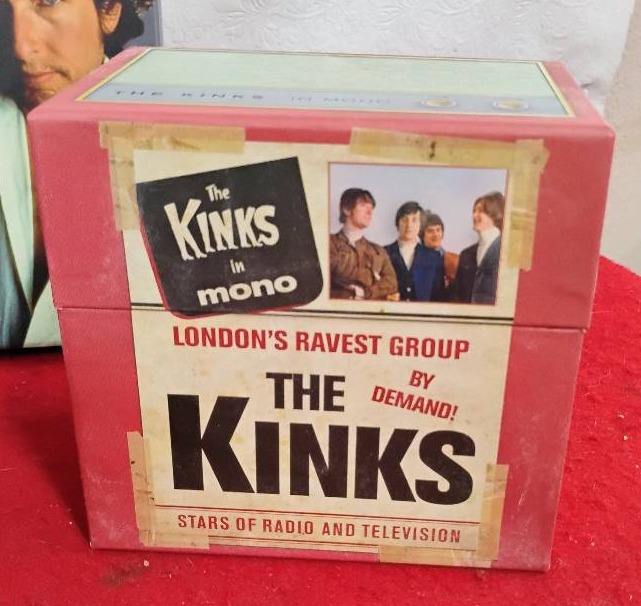 THE KINKS IN MONO
The
KINKS
in
mono
LONDON'S RAVEST GROUP
BY
DEMAND!
THE
KINKS
STARS OF RADIO AND TELEVISION